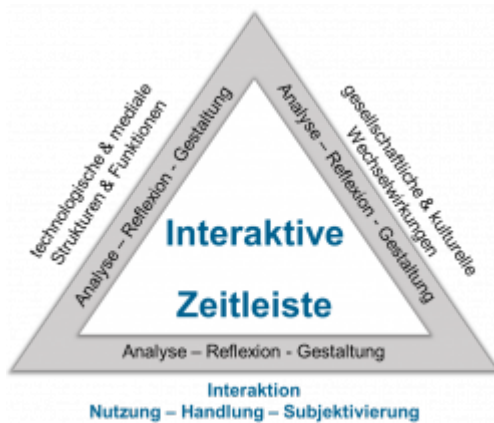 technologische & mediale
Strukturen & Funktionen
Analyse – Reflexion - Gestaltung
Analyse – Reflexion - Gestaltung
gesellschaftliche & kulturelle
Wechselwirkungen
Interaktive
Zeitleiste
Analyse – Reflexion - Gestaltung
Interaktion
Nutzung – Handlung – Subjektivierung